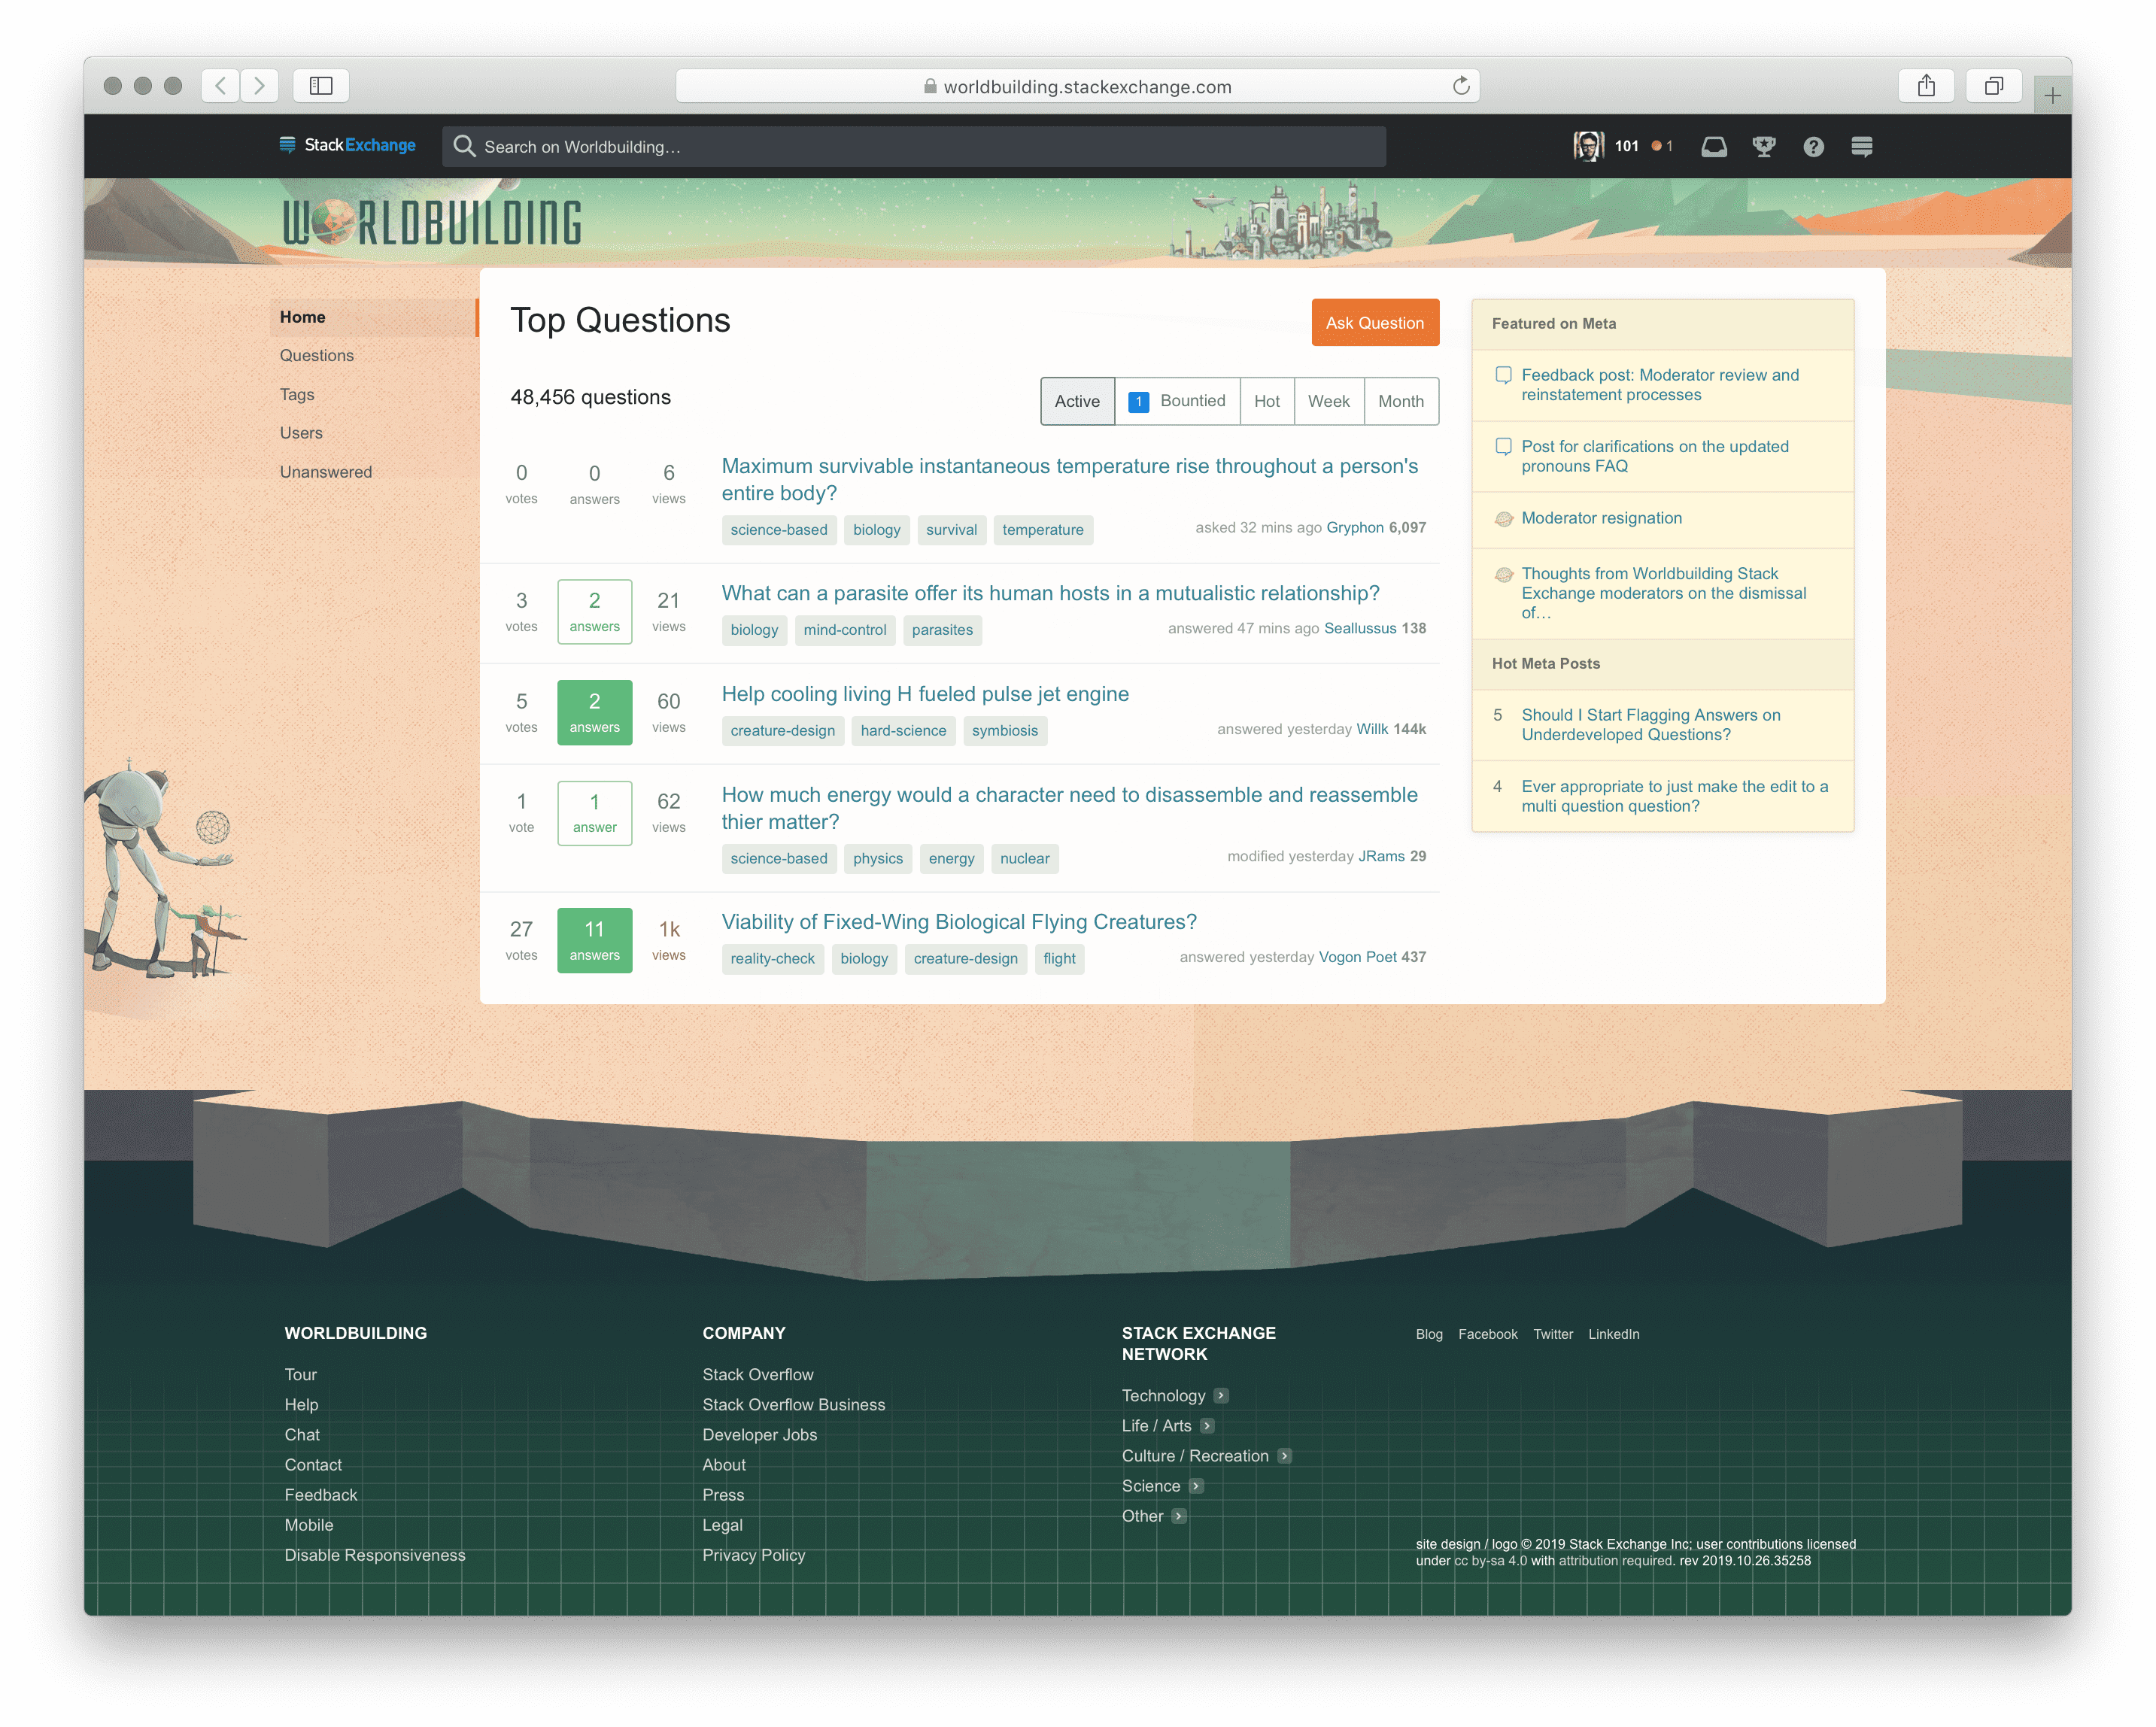 worldbuilding.stackexchange.com
StackExchange
Search on Worldbuilding…
101
1
WORLDBUILDING
Home
Questions
Tags
Users
Unanswered
Top Questions
Ask Question
48,456 questions
Active
1 Bountied
Hot
Week
Month
0 votes
0 answers
6 views
Maximum survivable instantaneous temperature rise throughout a person's
entire body?
science-based biology survival temperature
asked 32 mins ago Gryphon 6,097
3 votes
2 answers
21 views
What can a parasite offer its human hosts in a mutualistic relationship?
biology mind-control parasites
answered 47 mins ago Seallussus 138
5 votes
2 answers
60 views
Help cooling living H fueled pulse jet engine
creature-design hard-science symbiosis
answered yesterday Willk 144k
1 vote
1 answer
62 views
How much energy would a character need to disassemble and reassemble
thier matter?
science-based physics energy nuclear
modified yesterday JRams 29
27 votes
11 answers
1k views
Viability of Fixed-Wing Biological Flying Creatures?
reality-check biology creature-design flight
answered yesterday Vogon Poet 437
Featured on Meta
Feedback post: Moderator review and
reinstatement processes
Post for clarifications on the updated
pronouns FAQ
Moderator resignation
Thoughts from Worldbuilding Stack
Exchange moderators on the dismissal
of…
Hot Meta Posts
5 Should I Start Flagging Answers on
Underdeveloped Questions?
4 Ever appropriate to just make the edit to a
multi question question?
WORLDBUILDING
Tour
Help
Chat
Contact
Feedback
Mobile
Disable Responsiveness
COMPANY
Stack Overflow
Stack Overflow Business
Developer Jobs
About
Press
Legal
Privacy Policy
STACK EXCHANGE
NETWORK
Technology
Life / Arts
Culture / Recreation
Science
Other
Blog Facebook Twitter LinkedIn
site design / logo © 2019 Stack Exchange Inc; user contributions licensed
under cc by-sa 4.0 with attribution required. rev 2019.10.26.35258